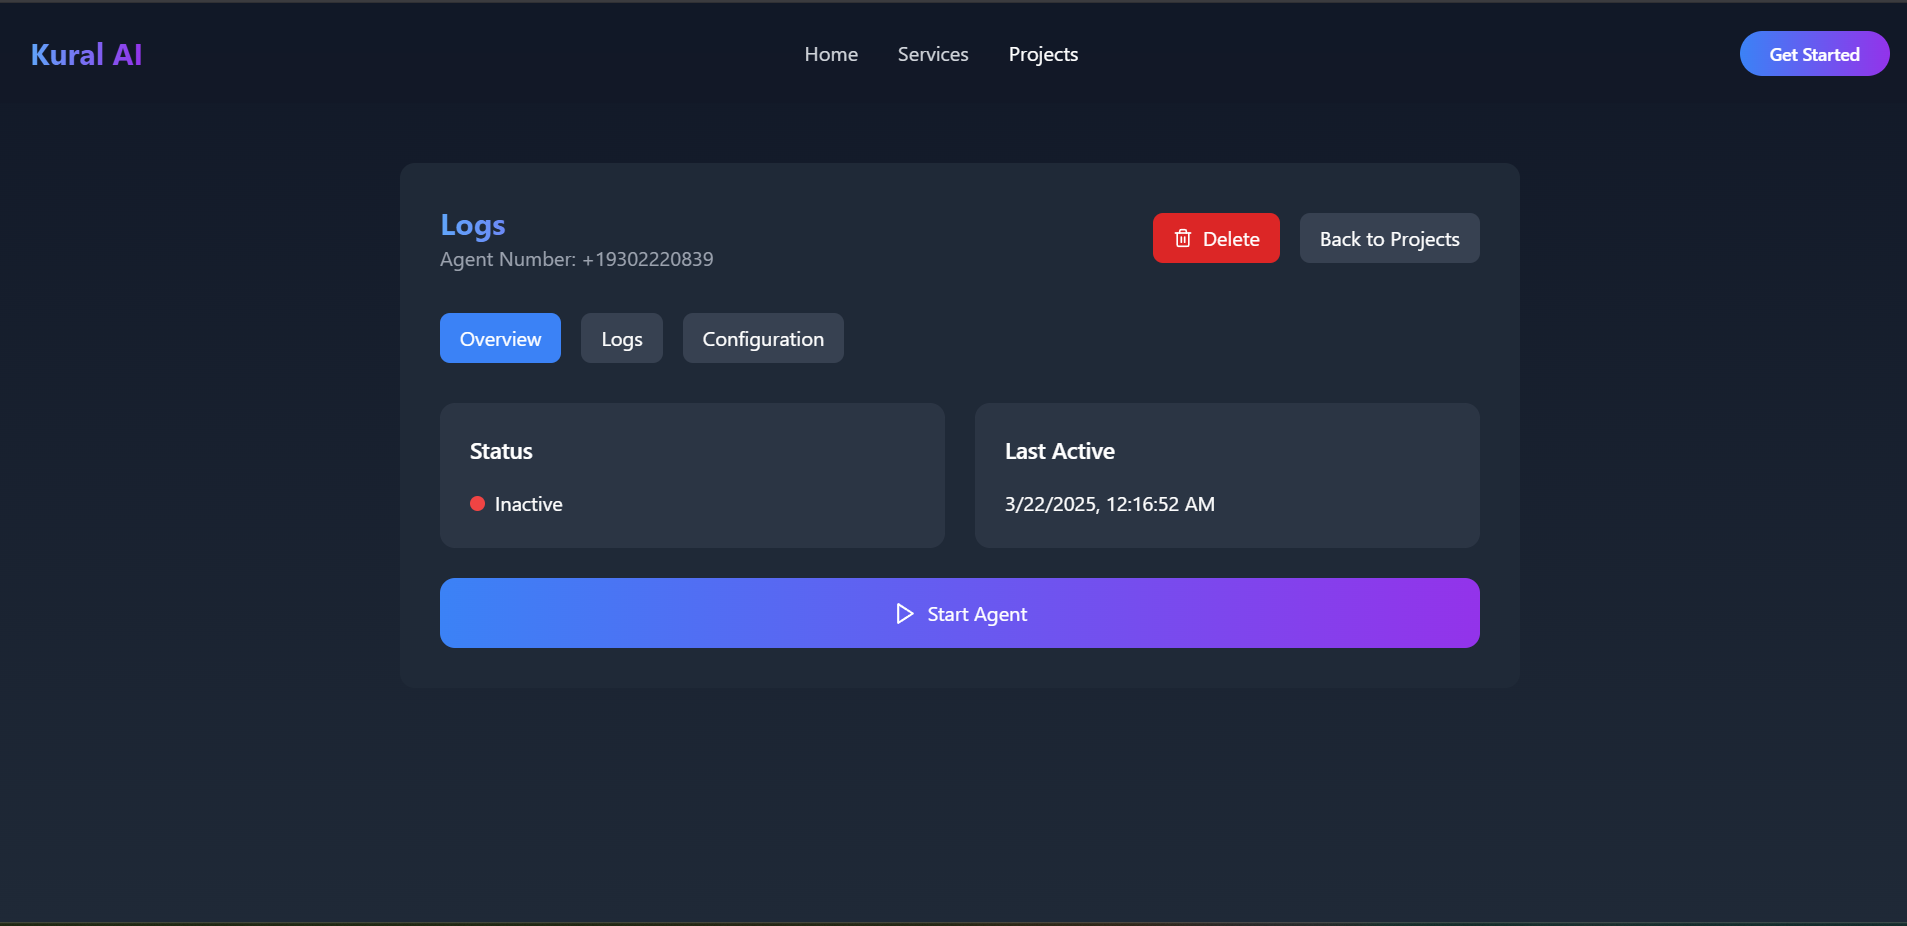 Kural AI
Home Services Projects
Get Started
Logs
Agent Number: +19302220839
Delete
Back to Projects
Overview Logs Configuration
Status
Inactive
Last Active
3/22/2025, 12:16:52 AM
Start Agent